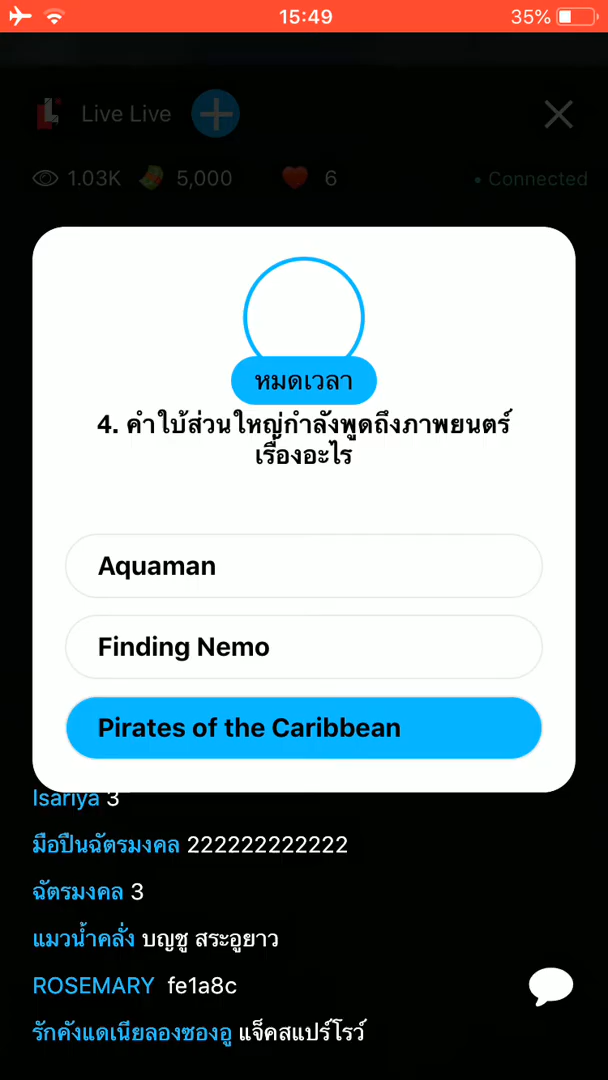 15:49
35%
Live Live
1.03K 5,000 6 • Connected
หมดเวลา
4. คำใบ้ส่วนใหญ่กำลังพูดถึงภาพยนตร์
เรื่องอะไร
Aquaman
Finding Nemo
Pirates of the Caribbean
Isariya 3
มือปืนฉัตรมงคล 222222222222
ฉัตรมงคล 3
แมวน้ำคลั่ง บญชู สระอูยาว
ROSEMARY fe1a8c
รักคังแดเนียลองซองอู แจ็คสแปร์โรว์